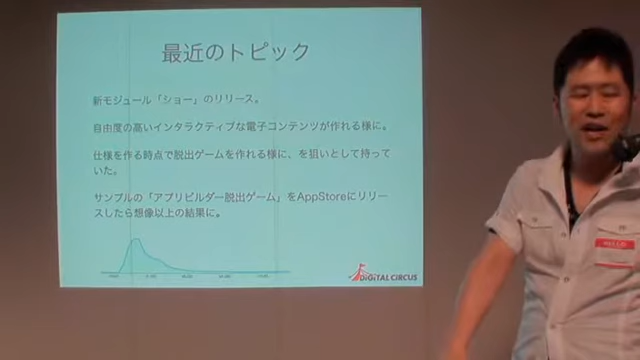 最近のトピック
新モジュール「ショー」のリリース。
自由度の高いインタラクティブな電子コンテンツが作れる様に。
仕様を作る時点で脱出ゲームを作れる様に、を狙いとして持って
いた。
サンプルの「アプリビルダー脱出ゲーム」をAppStoreにリリー
スしたら想像以上の結果に。
DIGITAL CIRCUS
HELLO